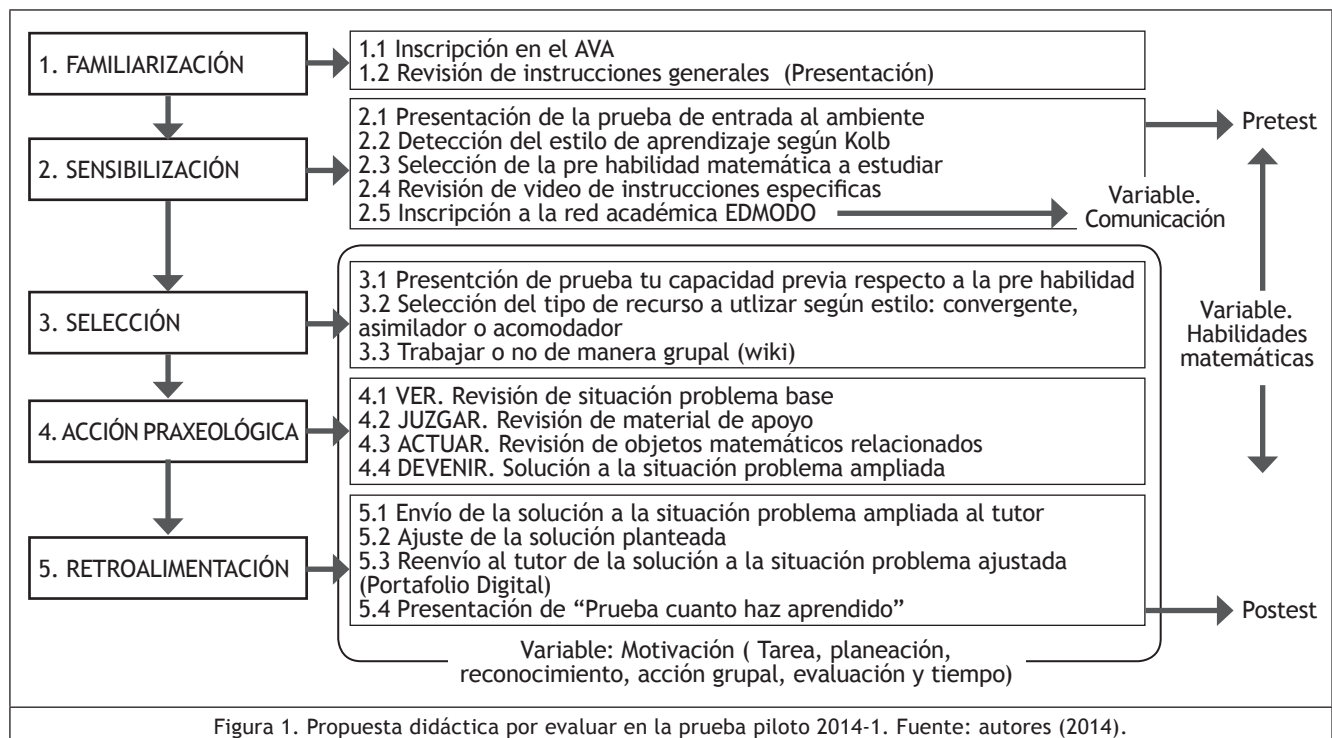 1. FAMILIARIZACIÓN
1.1 Inscripción en el AVA
1.2 Revisión de instrucciones generales (Presentación)
2. SENSIBILIZACIÓN
2.1 Presentación de la prueba de entrada al ambiente
2.2 Detección del estilo de aprendizaje según Kolb
2.3 Selección de la pre habilidad matemática a estudiar
2.4 Revisión de video de instrucciones especificas
2.5 Inscripción a la red académica EDMODO
Pretest
Variable.
Comunicación
3. SELECCIÓN
3.1 Presentción de prueba tu capacidad previa respecto a la pre habilidad
3.2 Selección del tipo de recurso a utlizar según estilo: convergente,
asimilador o acomodador
3.3 Trabajar o no de manera grupal (wiki)
Variable.
Habilidades
matemáticas
4. ACCIÓN PRAXEOLÓGICA
4.1 VER. Revisión de situación problema base
4.2 JUZGAR. Revisión de material de apoyo
4.3 ACTUAR. Revisión de objetos matemáticos relacionados
4.4 DEVENIR. Solución a la situación problema ampliada
5. RETROALIMENTACIÓN
5.1 Envío de la solución a la situación problema ampliada al tutor
5.2 Ajuste de la solución planteada
5.3 Reenvío al tutor de la solución a la situación problema ajustada
(Portafolio Digital)
5.4 Presentación de “Prueba cuanto haz aprendido”
Postest
Variable: Motivación ( Tarea, planeación,
reconocimiento, acción grupal, evaluación y tiempo)
Figura 1. Propuesta didáctica por evaluar en la prueba piloto 2014-1. Fuente: autores (2014).